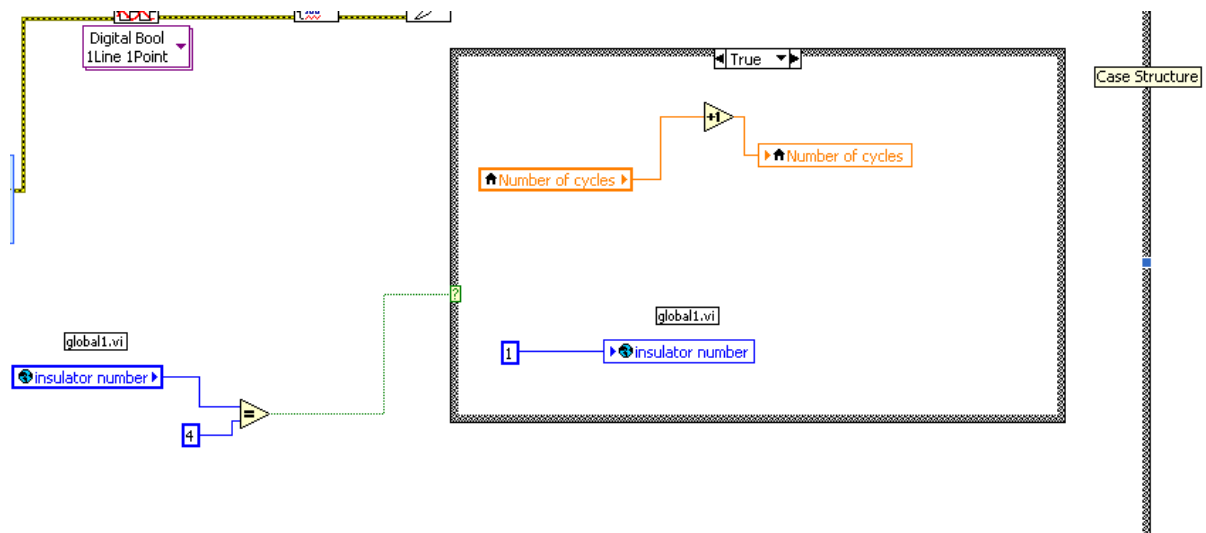 Digital Bool
1Line 1Point
True
Case Structure
+1
Number of cycles
Number of cycles
?
global1.vi
global1.vi
1
insulator number
insulator number
=
4